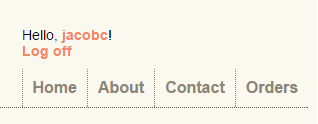 Hello, jacobc!
Log off
Home About Contact Orders